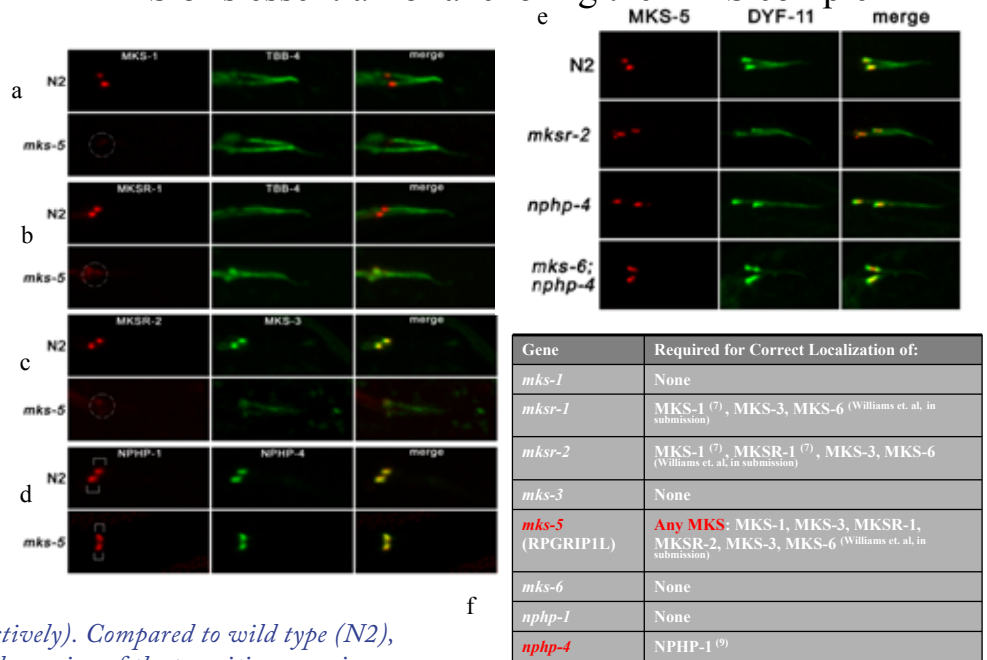 e
MKS-5 DYF-11 merge
N2
mksr-2
nphp-4
mks-6;
nphp-4
a
MKS-1 TBB-4 merge
N2
mks-5
b
MKSR-1 TBB-4 merge
N2
mks-5
c
MKSR-2 MKS-3 merge
N2
mks-5
d
NPHP-1 NPHP-4 merge
N2
mks-5
f
Gene Required for Correct Localization of:
mks-1 None
mksr-1 MKS-1 (7), MKS-3, MKS-6 (Williams et. al, in
submission)
mksr-2 MKS-1 (7), MKSR-1 (7), MKS-3, MKS-6
(Williams et. al, in submission)
mks-3 None
mks-5 Any MKS: MKS-1, MKS-3, MKSR-1,
(RPGRIP1L) MKSR-2, MKS-3, MKS-6 (Williams et. al, in
submission)
mks-6 None
nphp-1 None
nphp-4 NPHP-1 (9)
ctively). Compared to wild type (N2),